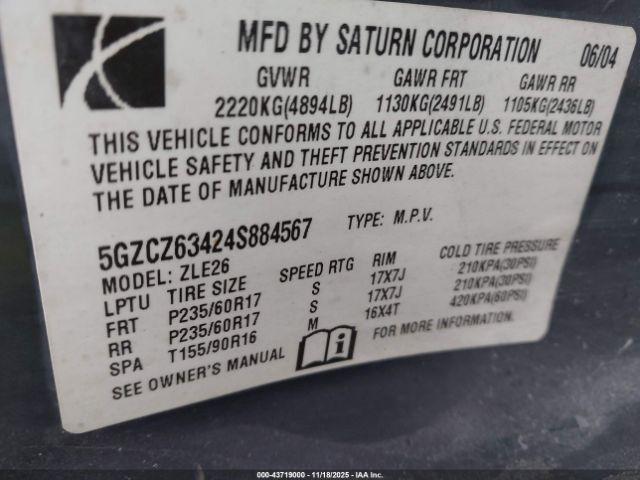 MFD BY SATURN CORPORATION 06/04
GVWR GAWR FRT GAWR RR
2220KG(4894LB) 1130KG(2491LB) 1105KG(2436LB)
THIS VEHICLE CONFORMS TO ALL APPLICABLE U.S. FEDERAL MOTOR
VEHICLE SAFETY AND THEFT PREVENTION STANDARDS IN EFFECT ON
THE DATE OF MANUFACTURE SHOWN ABOVE.
5GZCZ63424S884567 TYPE: M.P.V.
MODEL: ZLE26
LPTU TIRE SIZE SPEED RTG RIM COLD TIRE PRESSURE
FRT P235/60R17 S 17X7J 210KPA(30PSI)
RR P235/60R17 S 17X7J 210KPA(30PSI)
SPA T155/90R16 M 16X4T 420KPA(60PSI)
SEE OWNER'S MANUAL FOR MORE INFORMATION.
000-43719000 - 11/18/2025 - IAA Inc.